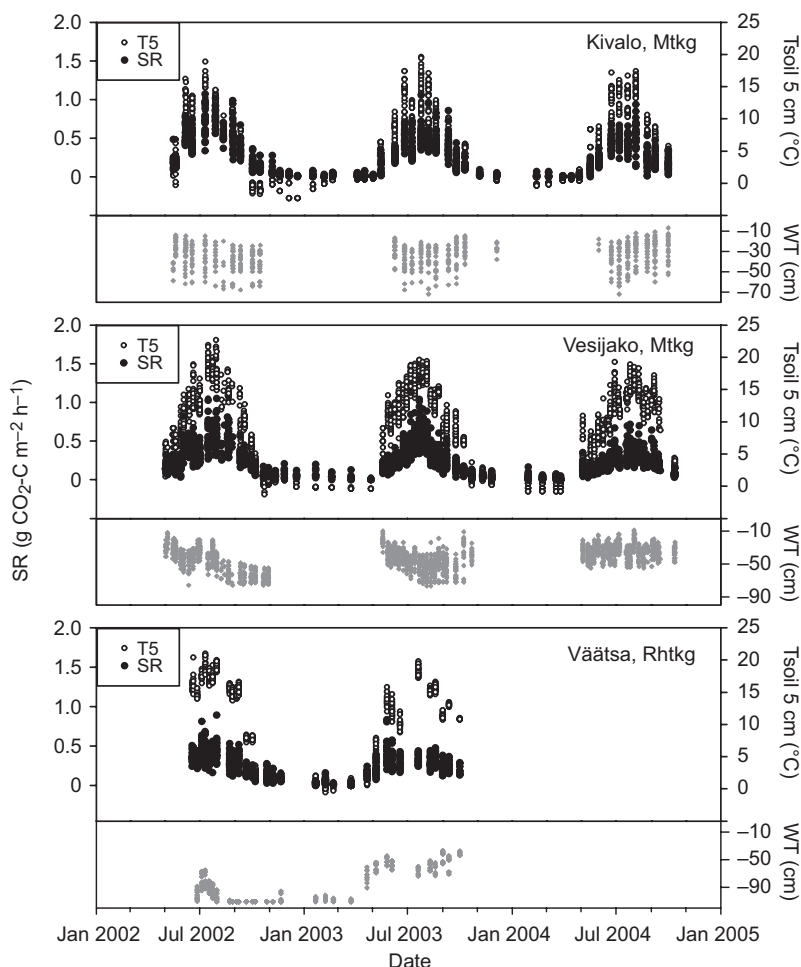 2.0
1.5
1.0
0.5
0
T5
SR
Kivalo, Mtkg
25
20
15
10
5
0
Tsoil 5 cm (°C)
–10
–30
–50
–70
WT (cm)
2.0
1.5
1.0
0.5
0
T5
SR
Vesijako, Mtkg
25
20
15
10
5
0
Tsoil 5 cm (°C)
–10
–50
–90
WT (cm)
SR (g CO₂-C m⁻² h⁻¹)
2.0
1.5
1.0
0.5
0
T5
SR
Väätsa, Rhtkg
25
20
15
10
5
0
Tsoil 5 cm (°C)
–10
–50
–90
WT (cm)
Jan 2002 Jul 2002 Jan 2003 Jul 2003 Jan 2004 Jul 2004 Jan 2005
Date